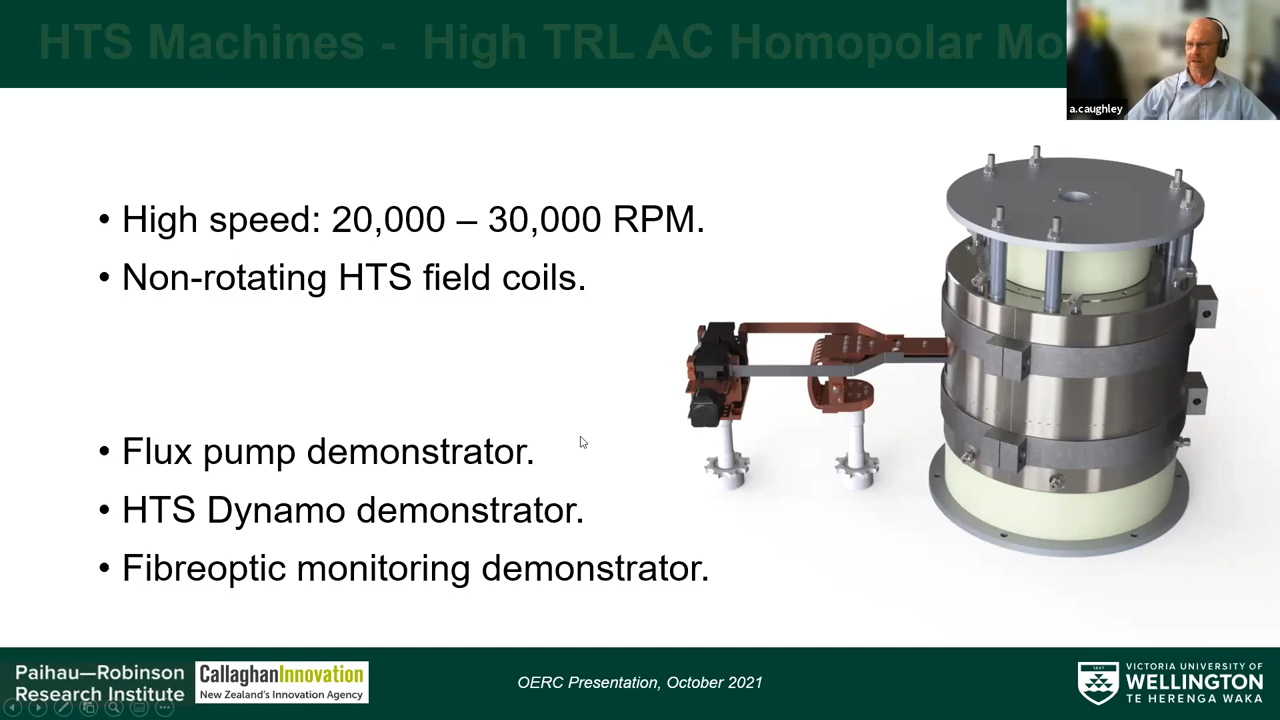 HTS Machines - High TRL AC Homopolar Mo
a.caughley
• High speed: 20,000 – 30,000 RPM.
• Non-rotating HTS field coils.
• Flux pump demonstrator.
• HTS Dynamo demonstrator.
• Fibreoptic monitoring demonstrator.
Paihau—Robinson
Research Institute
CallaghanInnovation
New Zealand's Innovation Agency
OERC Presentation, October 2021
VICTORIA UNIVERSITY OF
WELLINGTON
TE HERENGA WAKA